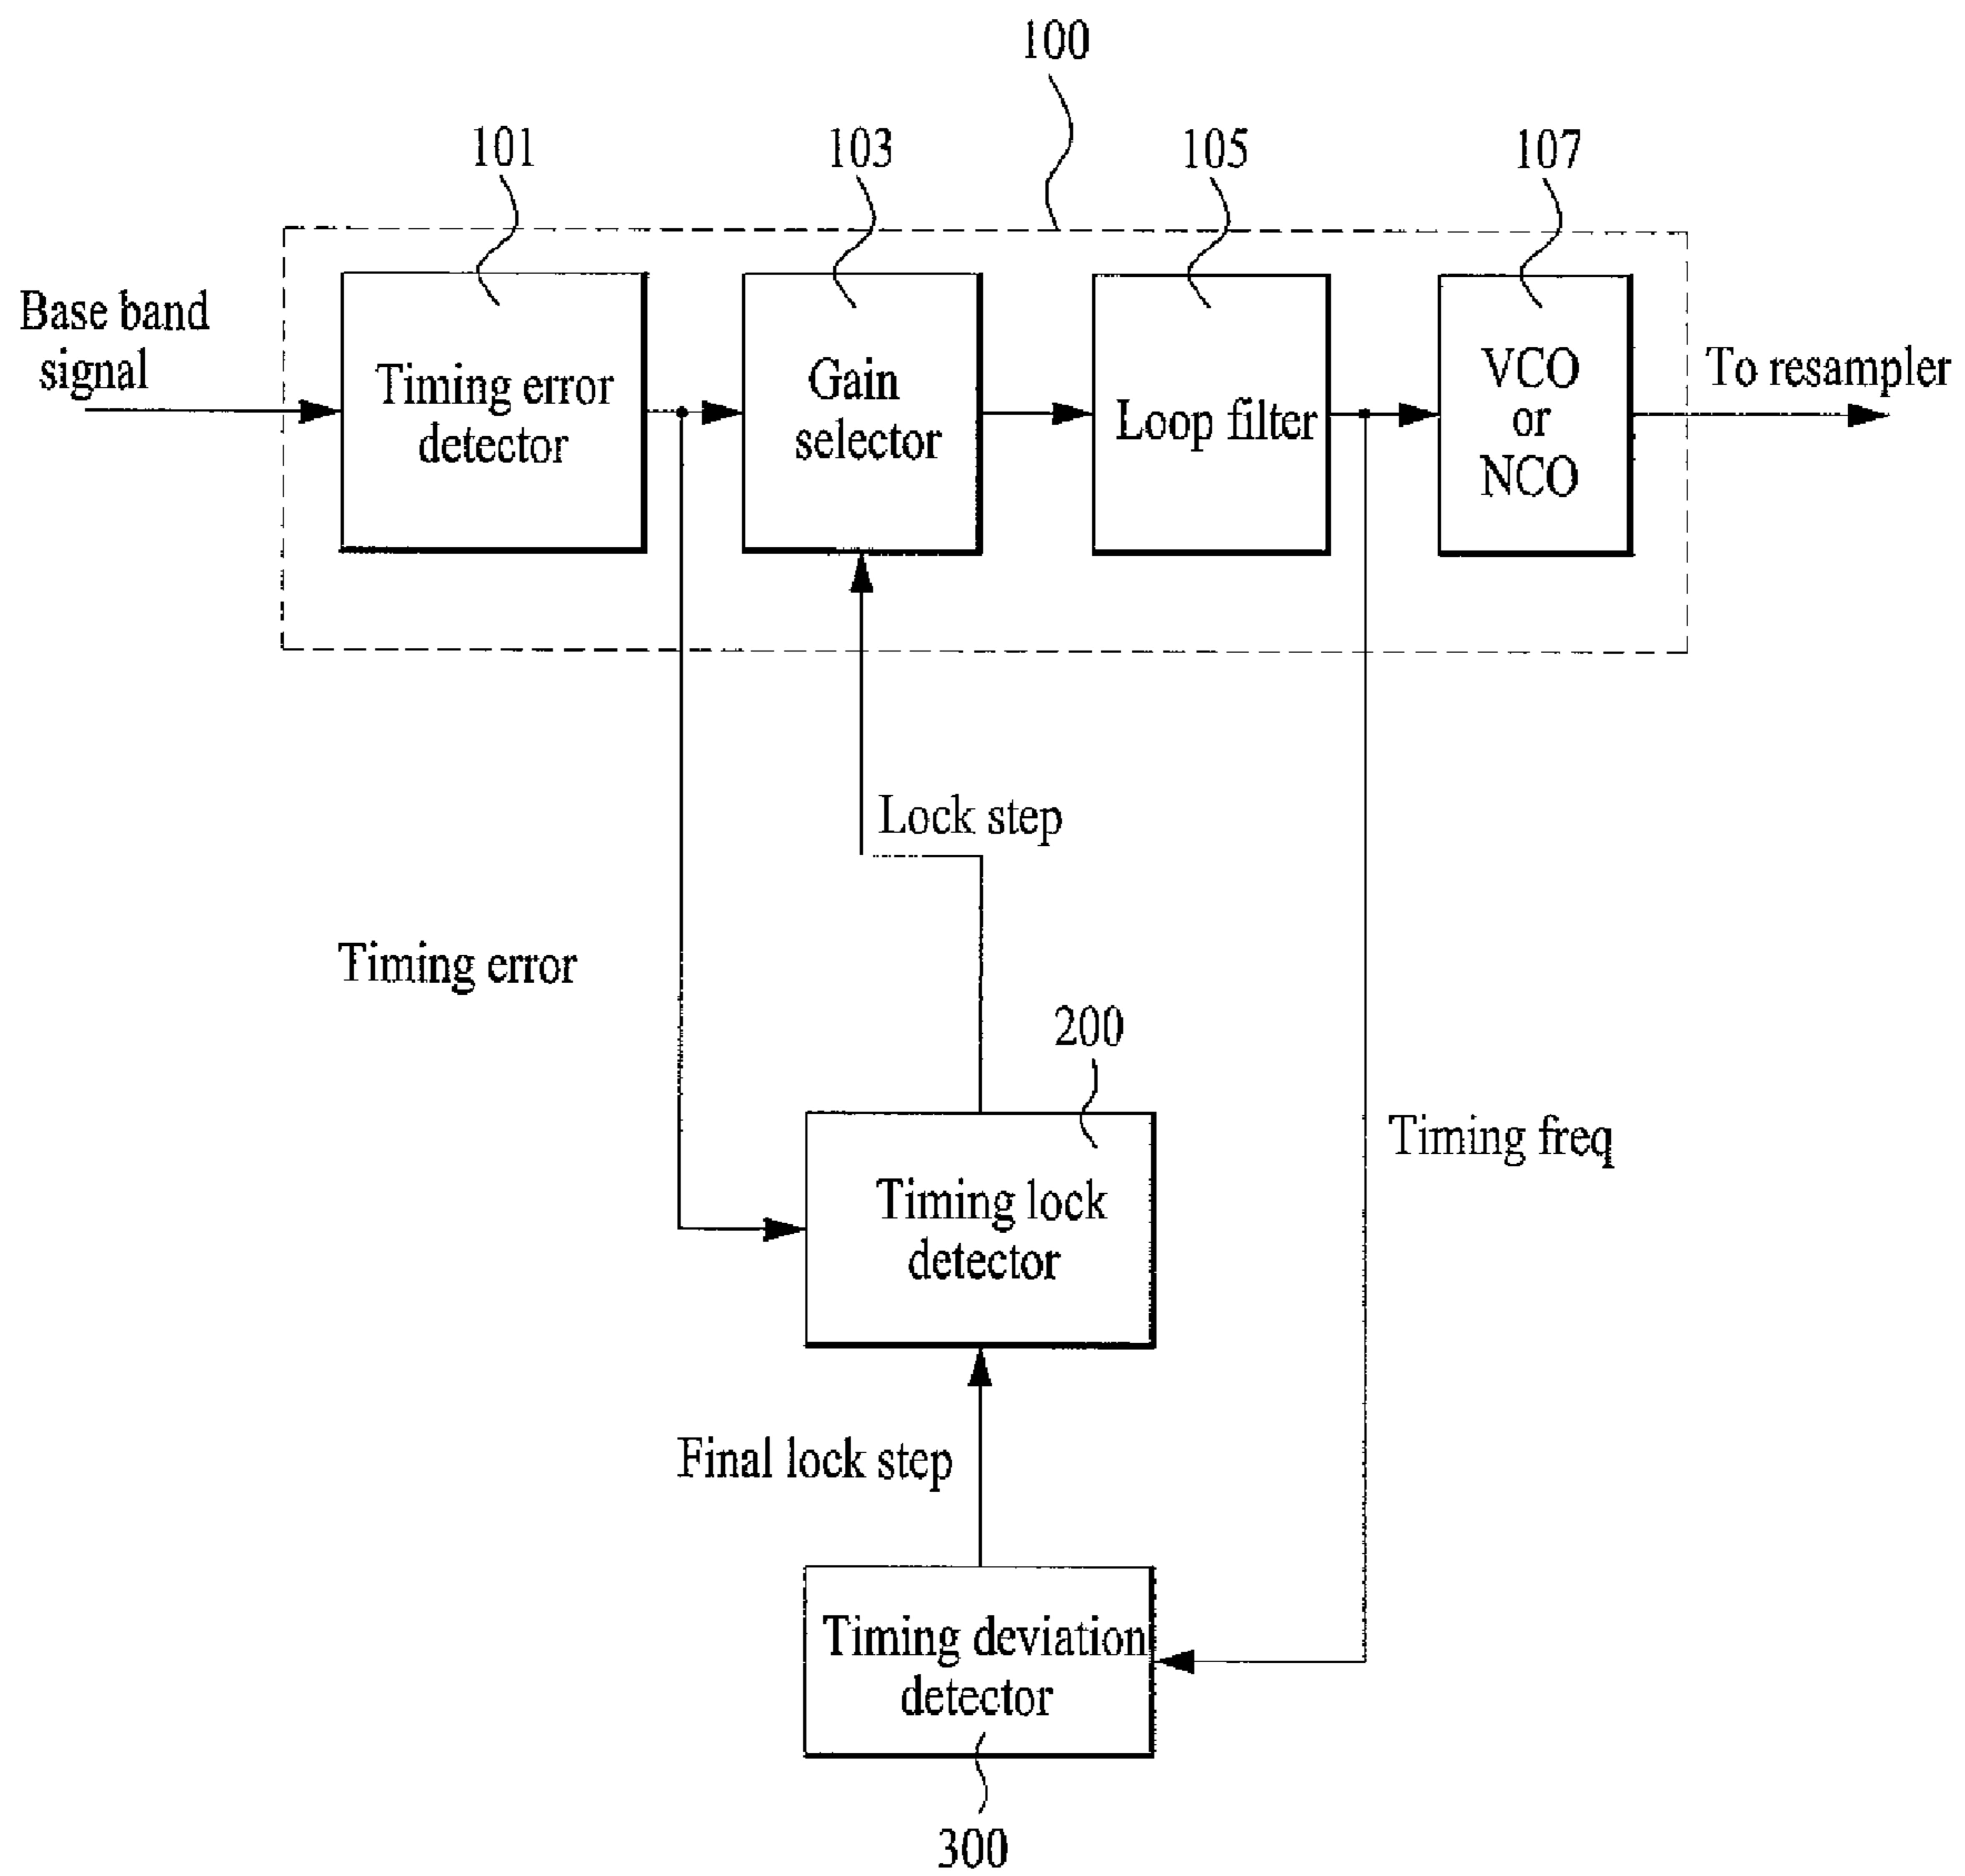 100
101
103
105
107
Base band
signal
Timing error
detector
Gain
selector
Loop filter
VCO
or
NCO
To resampler
Lock step
Timing error
200
Timing lock
detector
Timing freq
Final lock step
Timing deviation
detector
300